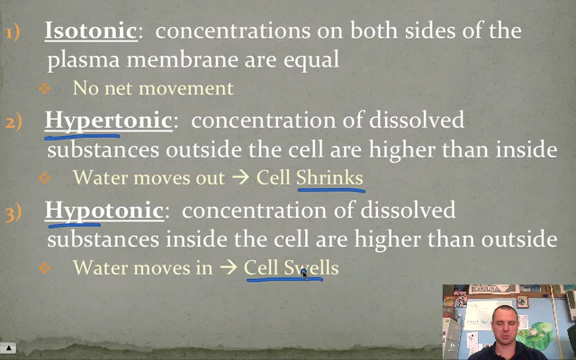 1) Isotonic: concentrations on both sides of the
plasma membrane are equal
No net movement
2) Hypertonic: concentration of dissolved
substances outside the cell are higher than inside
Water moves out → Cell Shrinks
3) Hypotonic: concentration of dissolved
substances inside the cell are higher than outside
Water moves in → Cell Swells